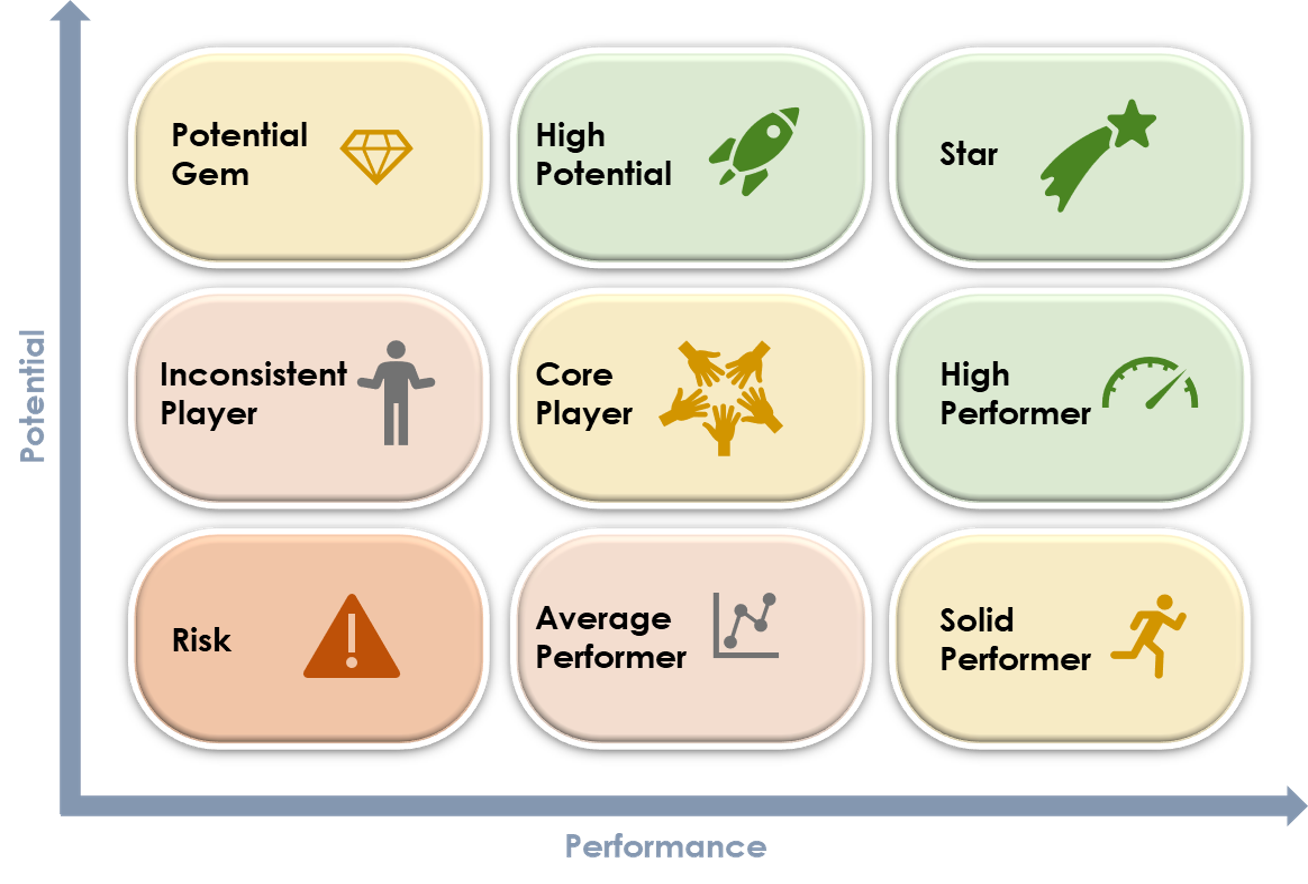 Potential
Gem
High
Potential
Star
Inconsistent
Player
Core
Player
High
Performer
Risk
Average
Performer
Solid
Performer
Potential
Performance